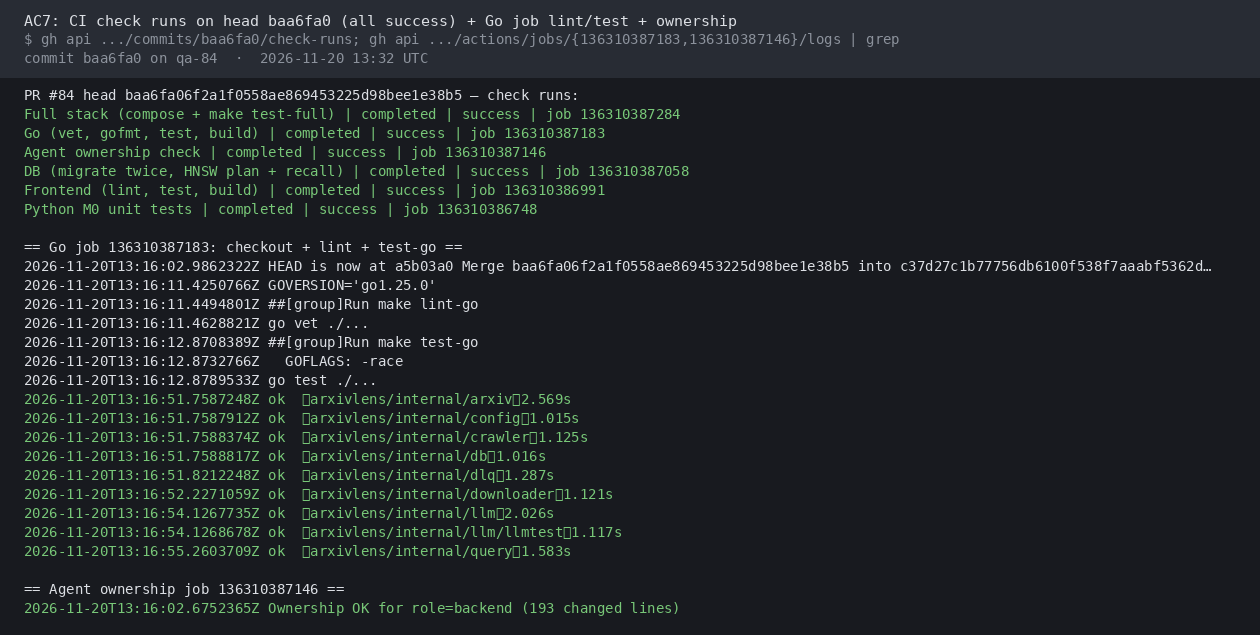 AC7: CI check runs on head baa6fa0 (all success) + Go job lint/test + ownership
$ gh api .../commits/baa6fa0/check-runs; gh api .../actions/jobs/{136310387183,136310387146}/logs | grep
commit baa6fa0 on qa-84  ·  2026-11-20 13:32 UTC
PR #84 head baa6fa06f2a1f0558ae869453225d98bee1e38b5 — check runs:
Full stack (compose + make test-full) | completed | success | job 136310387284
Go (vet, gofmt, test, build) | completed | success | job 136310387183
Agent ownership check | completed | success | job 136310387146
DB (migrate twice, HNSW plan + recall) | completed | success | job 136310387058
Frontend (lint, test, build) | completed | success | job 136310386991
Python M0 unit tests | completed | success | job 136310386748
== Go job 136310387183: checkout + lint + test-go ==
2026-11-20T13:16:02.9862322Z HEAD is now at a5b03a0 Merge baa6fa06f2a1f0558ae869453225d98bee1e38b5 into c37d27c1b77756db6100f538f7aaabf5362d…
2026-11-20T13:16:11.4250766Z GOVERSION='go1.25.0'
2026-11-20T13:16:11.4494801Z ##[group]Run make lint-go
2026-11-20T13:16:11.4628821Z go vet ./...
2026-11-20T13:16:12.8708389Z ##[group]Run make test-go
2026-11-20T13:16:12.8732766Z   GOFLAGS: -race
2026-11-20T13:16:12.8789533Z go test ./...
2026-11-20T13:16:51.7587248Z ok  arxivlens/internal/arxiv 2.569s
2026-11-20T13:16:51.7587912Z ok  arxivlens/internal/config 1.015s
2026-11-20T13:16:51.7588374Z ok  arxivlens/internal/crawler 1.125s
2026-11-20T13:16:51.7588817Z ok  arxivlens/internal/db 1.016s
2026-11-20T13:16:51.8212248Z ok  arxivlens/internal/dlq 1.287s
2026-11-20T13:16:52.2271059Z ok  arxivlens/internal/downloader 1.121s
2026-11-20T13:16:54.1267735Z ok  arxivlens/internal/llm 2.026s
2026-11-20T13:16:54.1268678Z ok  arxivlens/internal/llm/llmtest 1.117s
2026-11-20T13:16:55.2603709Z ok  arxivlens/internal/query 1.583s
== Agent ownership job 136310387146 ==
2026-11-20T13:16:02.6752365Z Ownership OK for role=backend (193 changed lines)